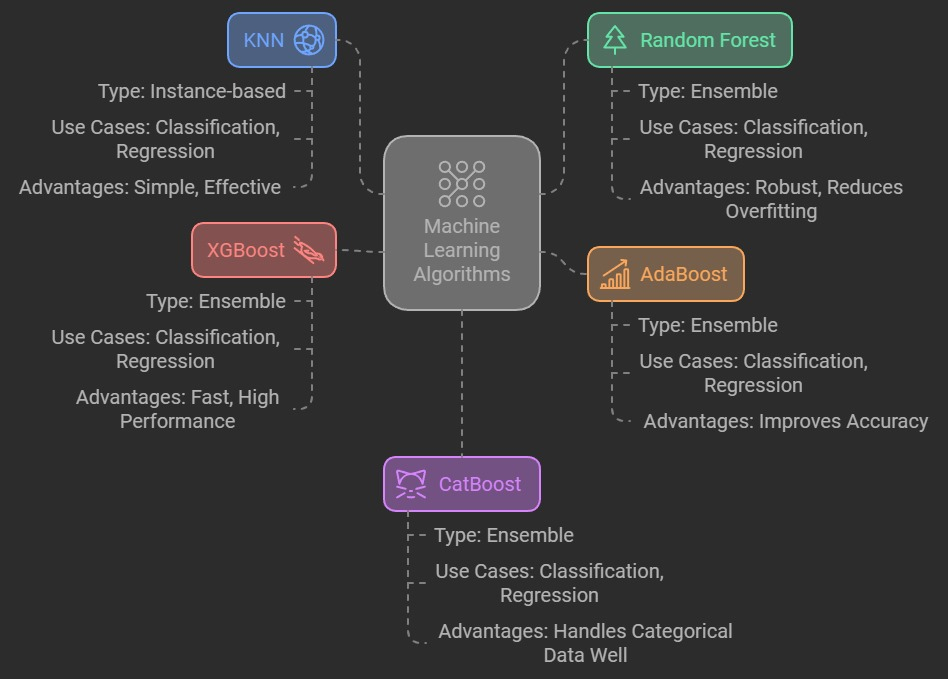 KNN
Type: Instance-based
Use Cases: Classification,
Regression
Advantages: Simple, Effective
XGBoost
Type: Ensemble
Use Cases: Classification,
Regression
Advantages: Fast, High
Performance
Machine
Learning
Algorithms
Random Forest
Type: Ensemble
Use Cases: Classification,
Regression
Advantages: Robust, Reduces
Overfitting
AdaBoost
Type: Ensemble
Use Cases: Classification,
Regression
Advantages: Improves Accuracy
CatBoost
Type: Ensemble
Use Cases: Classification,
Regression
Advantages: Handles Categorical
Data Well